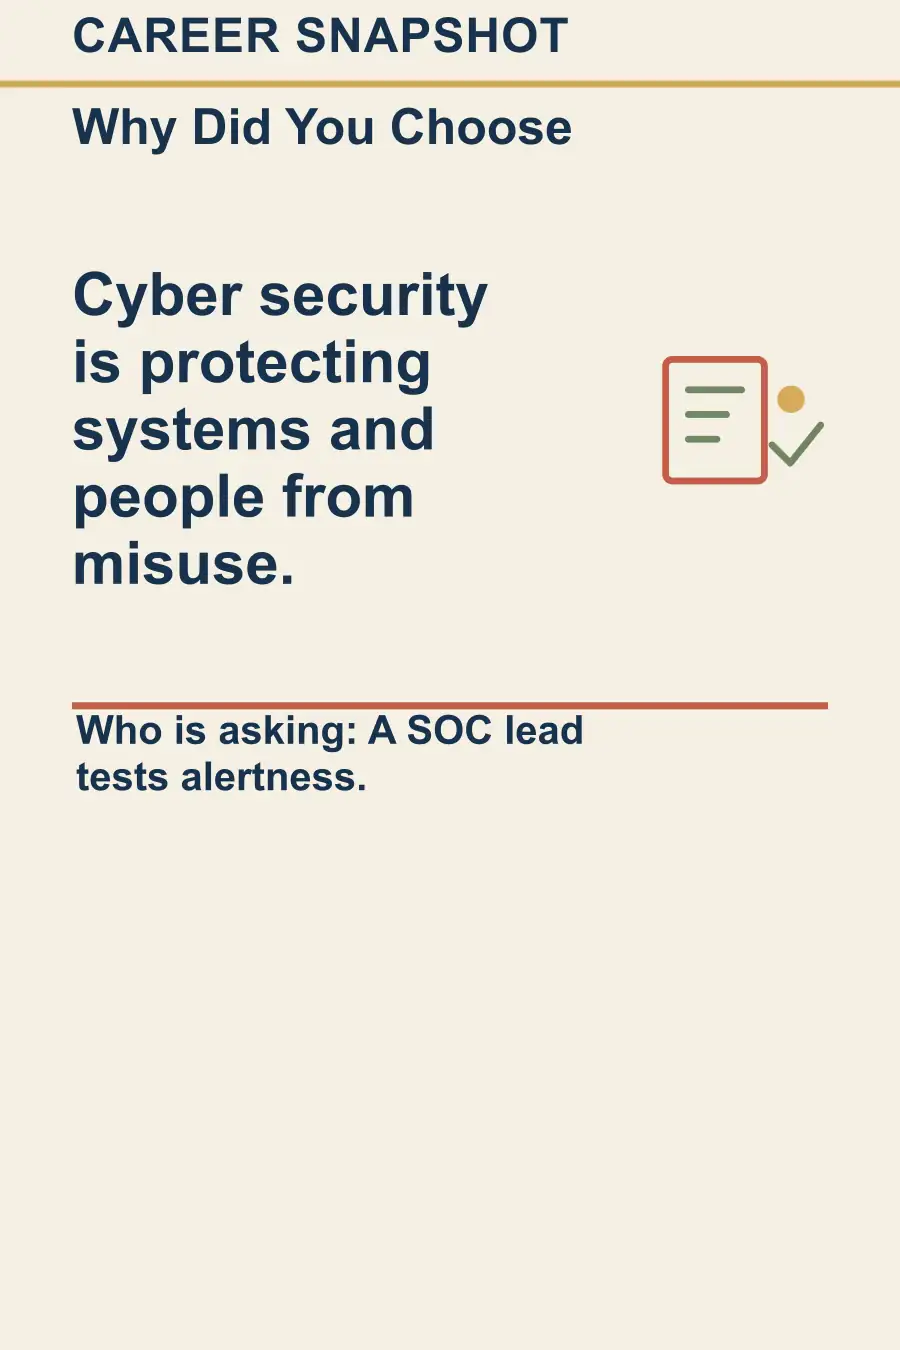 CAREER SNAPSHOT
Why Did You Choose
Cyber security
is protecting
systems and
people from
misuse.
Who is asking: A SOC lead
tests alertness.